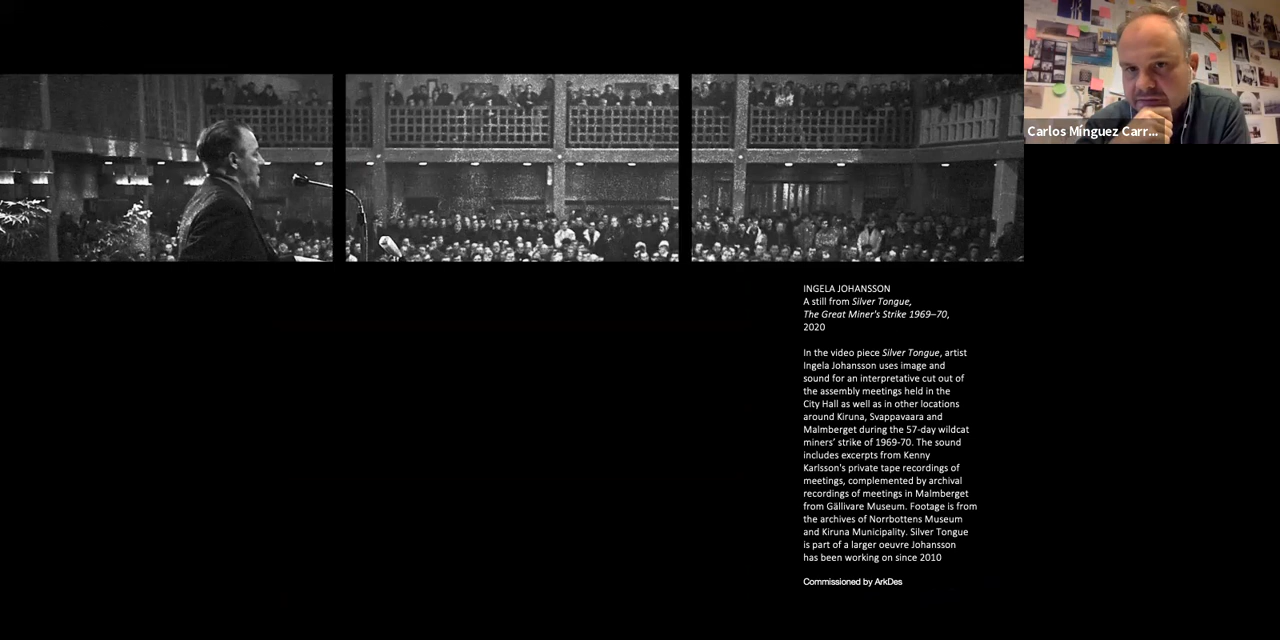 Carlos Mínguez Carr...
INGELA JOHANSSON
A still from Silver Tongue,
The Great Miner's Strike 1969–70,
2020
In the video piece Silver Tongue, artist
Ingela Johansson uses image and
sound for an interpretative cut out of
the assembly meetings held in the
City Hall as well as in other locations
around Kiruna, Svappavaara and
Malmberget during the 57-day wildcat
miners’ strike of 1969-70. The sound
includes excerpts from Kenny
Karlsson's private tape recordings of
meetings, complemented by archival
recordings of meetings in Malmberget
from Gällivare Museum. Footage is from
the archives of Norrbottens Museum
and Kiruna Municipality. Silver Tongue
is part of a larger oeuvre Johansson
has been working on since 2010
Commissioned by ArkDes